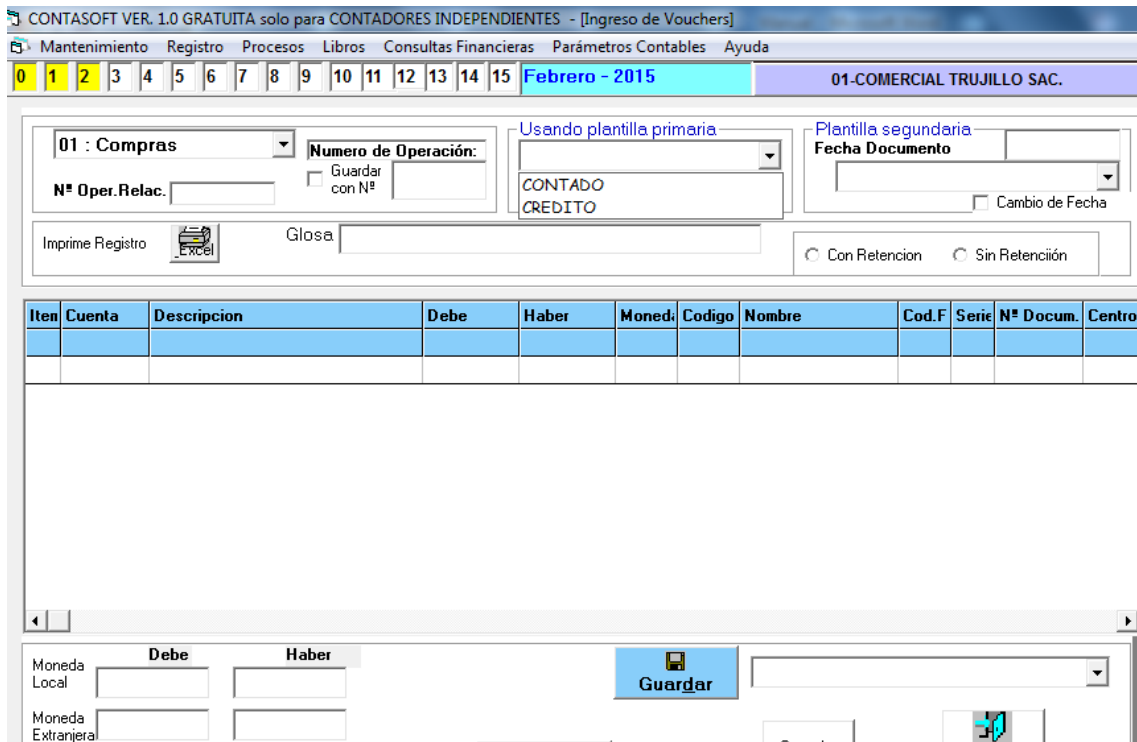 CONTASOFT VER. 1.0 GRATUITA solo para CONTADORES INDEPENDIENTES - [Ingreso de Vouchers]
Mantenimiento Registro Procesos Libros Consultas Financieras Parámetros Contables Ayuda
0 1 2 3 4 5 6 7 8 9 10 11 12 13 14 15 Febrero - 2015 01-COMERCIAL TRUJILLO SAC.
Usando plantilla primaria Plantilla segundaria
01 : Compras Numero de Operación: Fecha Documento
Guardar con Nº
Nº Oper.Relac.
CONTADO
CREDITO
Cambio de Fecha
Imprime Registro Excel Glosa
Con Retencion Sin Retenciión
Iten Cuenta Descripcion Debe Haber Moneda Codigo Nombre Cod.F Serie Nº Docum. Centro
Debe Haber
Moneda Local
Guardar
Moneda Extranjera